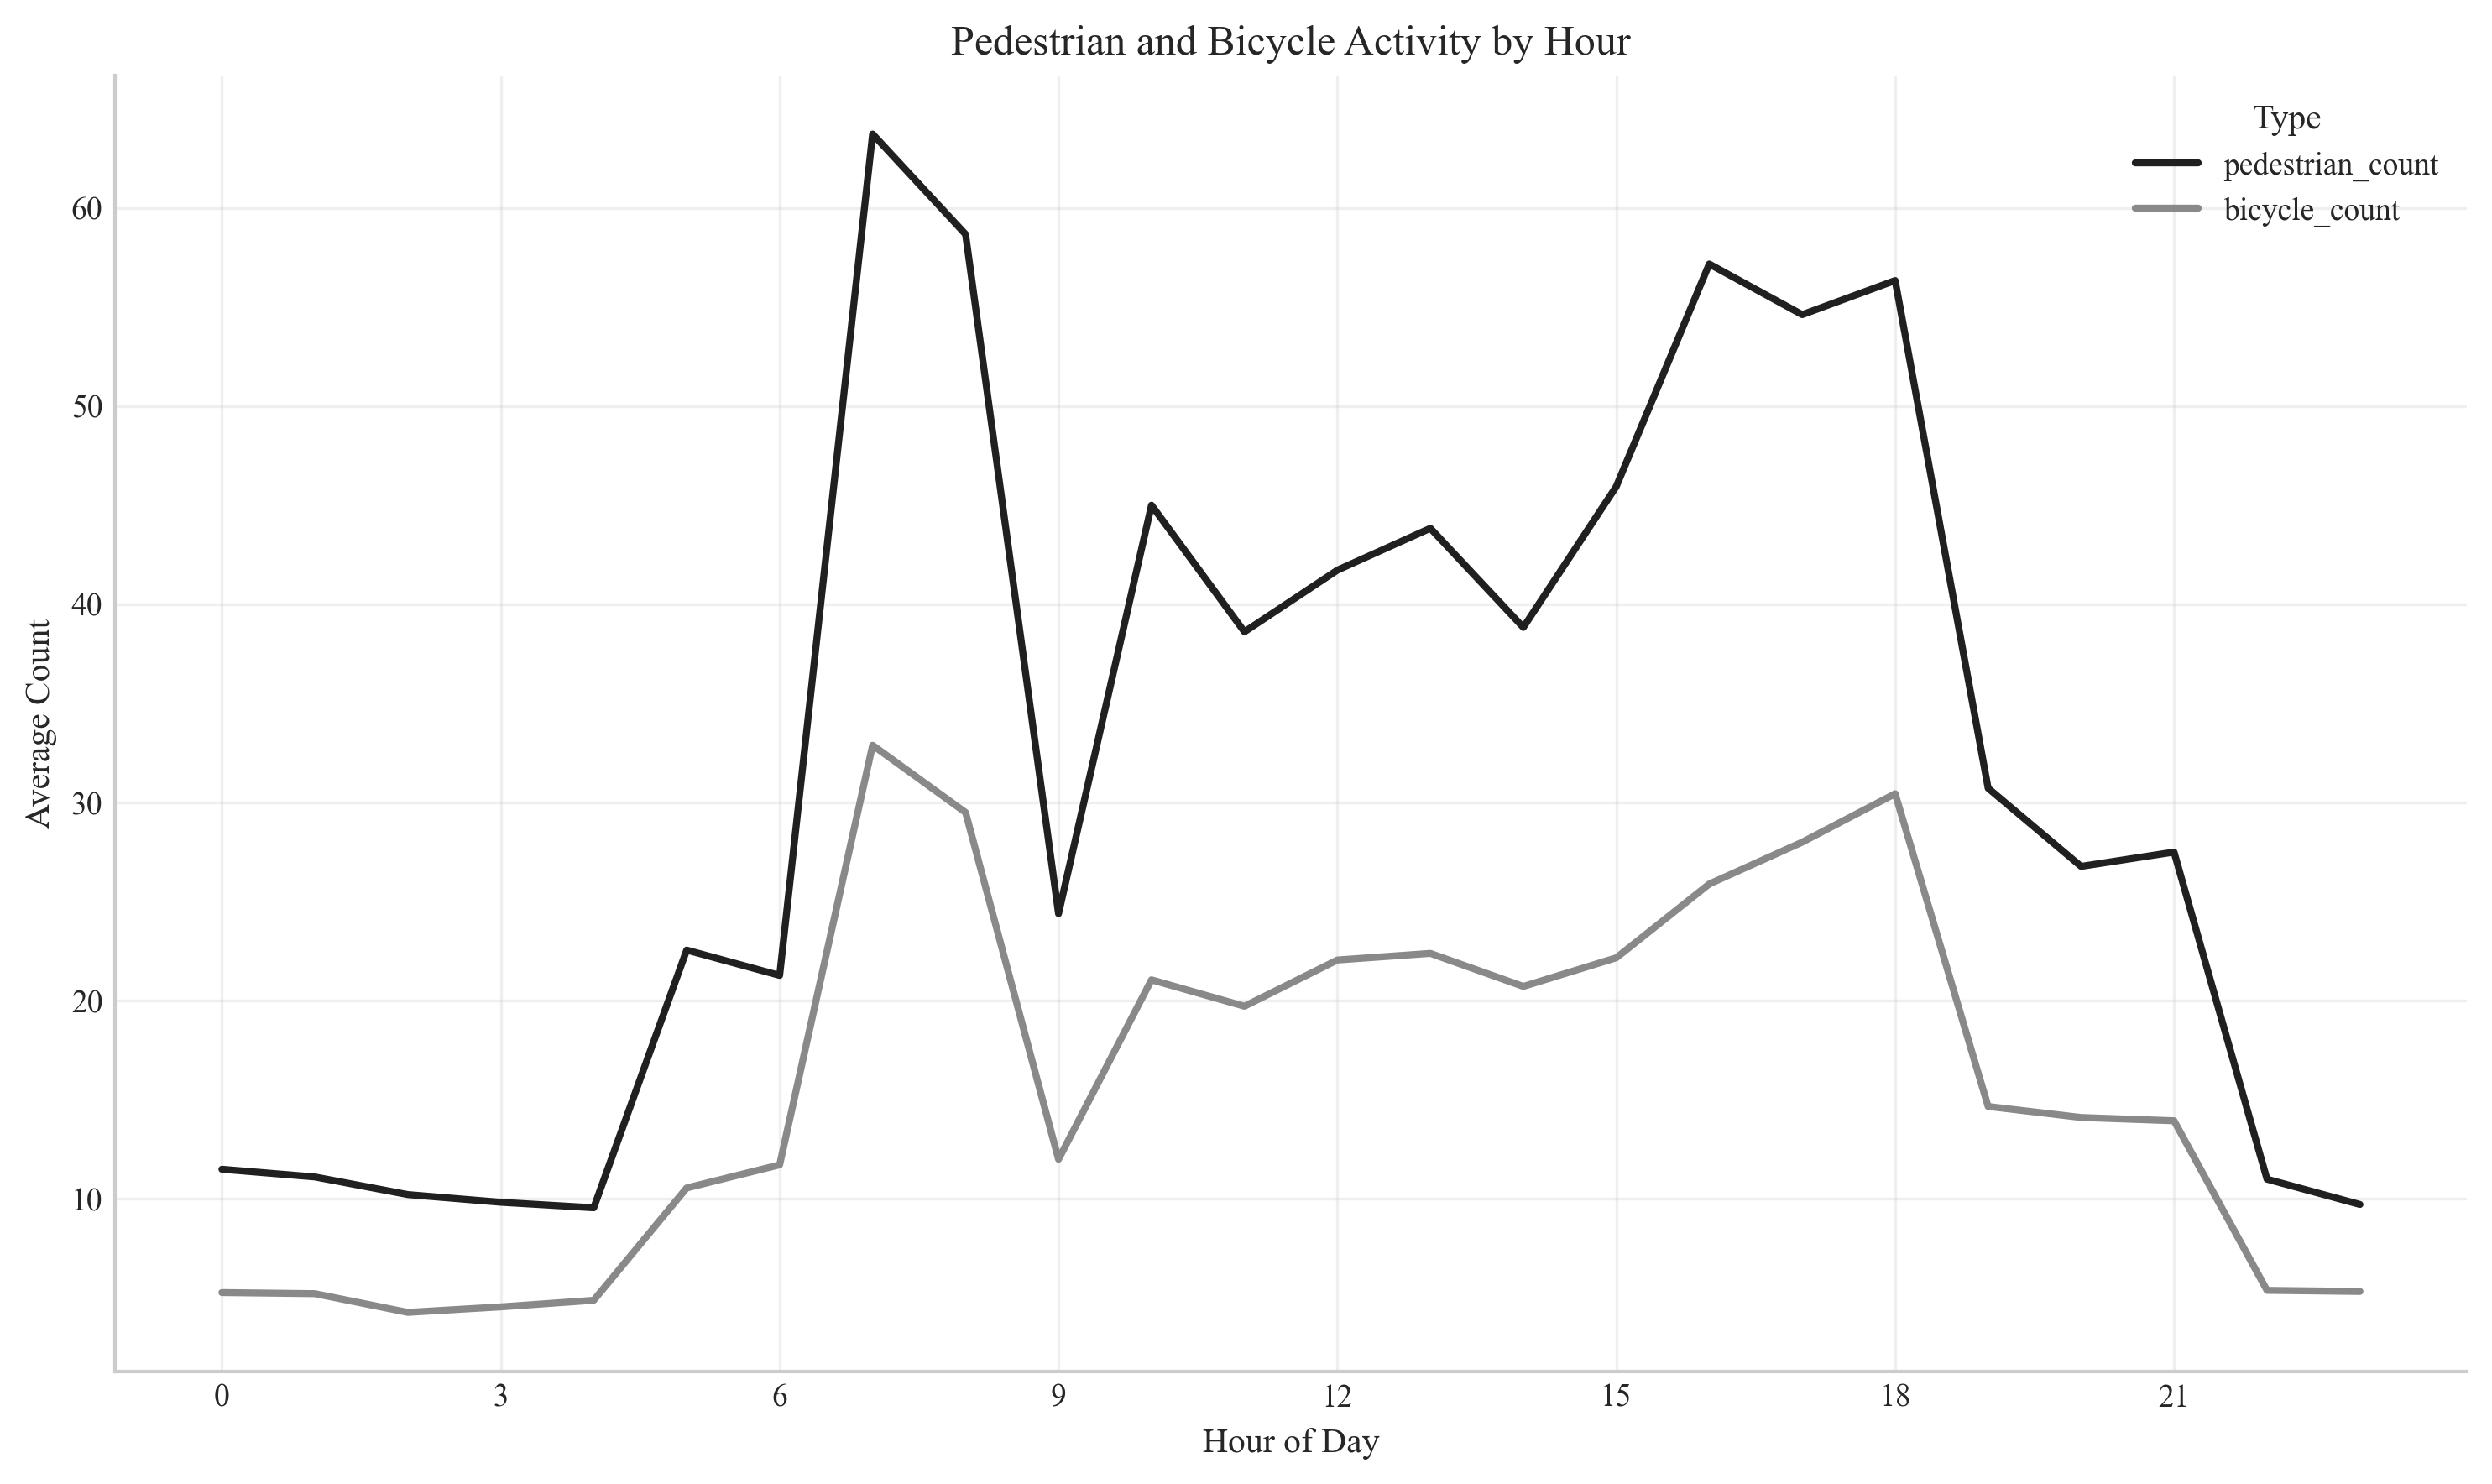 Pedestrian and Bicycle Activity by Hour
Type
pedestrian_count
bicycle_count
60
50
40
30
20
10
Average Count
0 3 6 9 12 15 18 21
Hour of Day